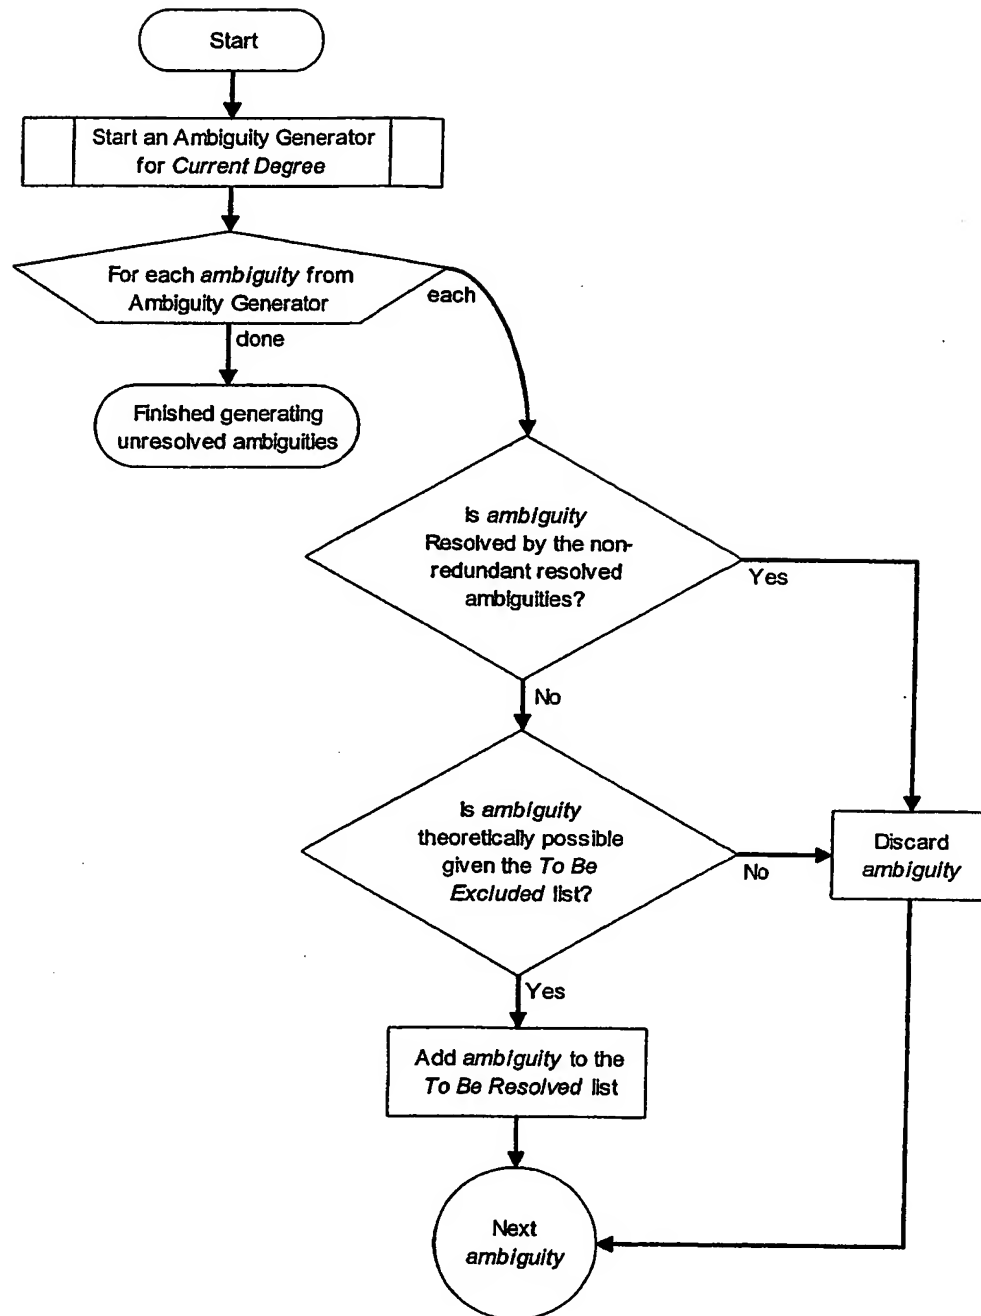 Start
Start an Ambiguity Generator
for Current Degree
For each ambiguity from
Ambiguity Generator
each
done
Finished generating
unresolved ambiguities
Is ambiguity
Resolved by the non-
redundant resolved
ambiguities?
Yes
No
Is ambiguity
theoretically possible
given the To Be
Excluded list?
No
Discard
ambiguity
Yes
Add ambiguity to the
To Be Resolved list
Next
ambiguity